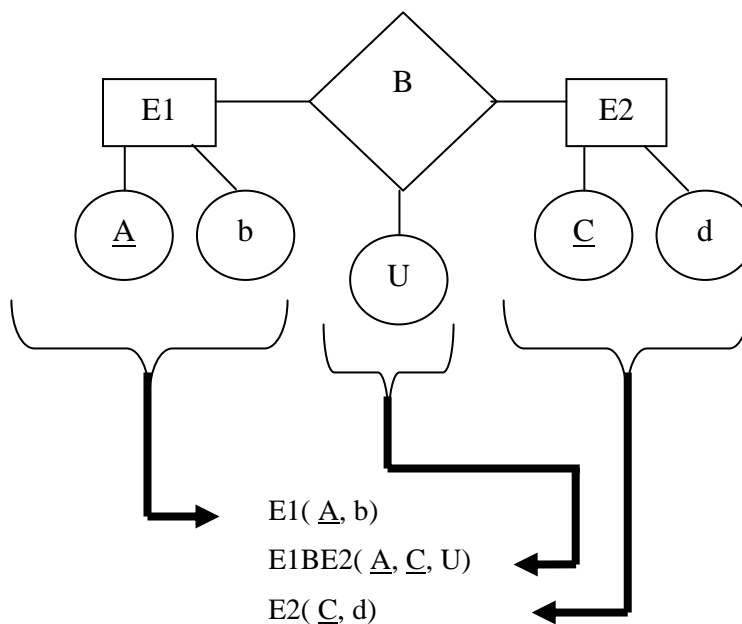 B
E1
E2
A
b
C
d
U
E1( A, b)
E1BE2( A, C, U)
E2( C, d)